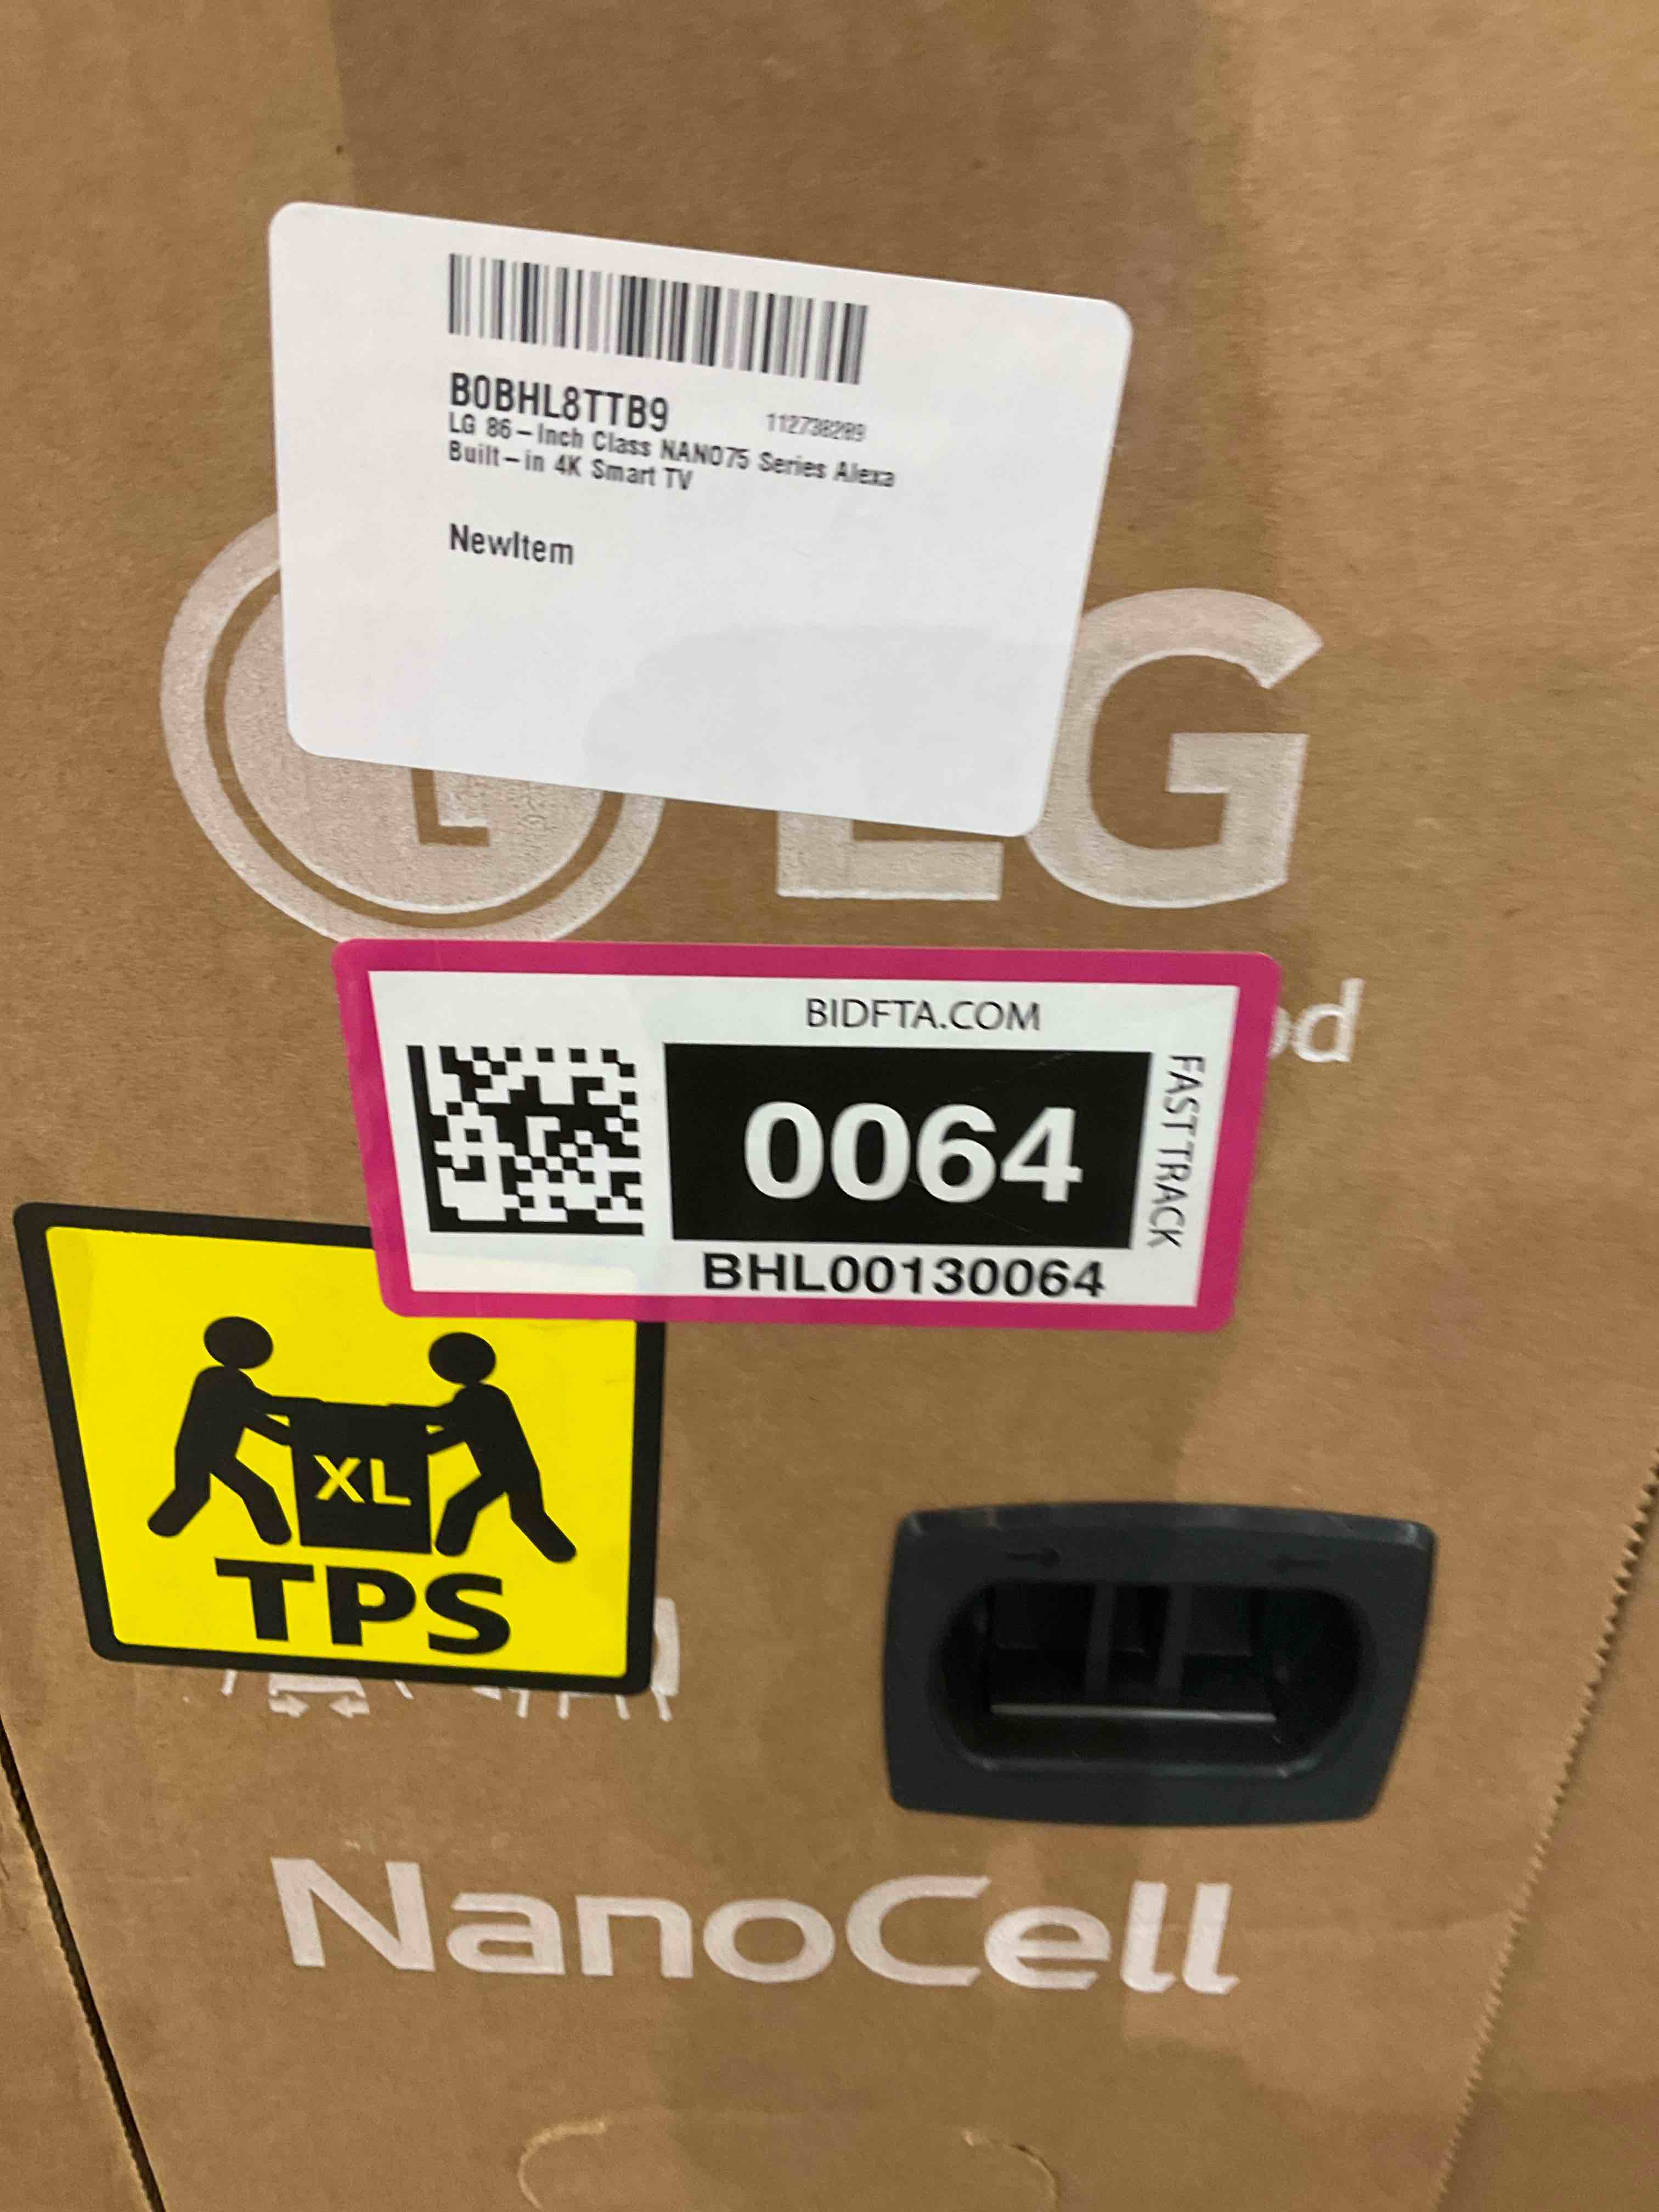 B0BHL8TTB9 112738289
LG 86-Inch Class NANO75 Series Alexa
Built-in 4K Smart TV
NewItem
LG
BIDFTA.COM
0064
FAST TRACK
BHL00130064
XL
TPS
NanoCell